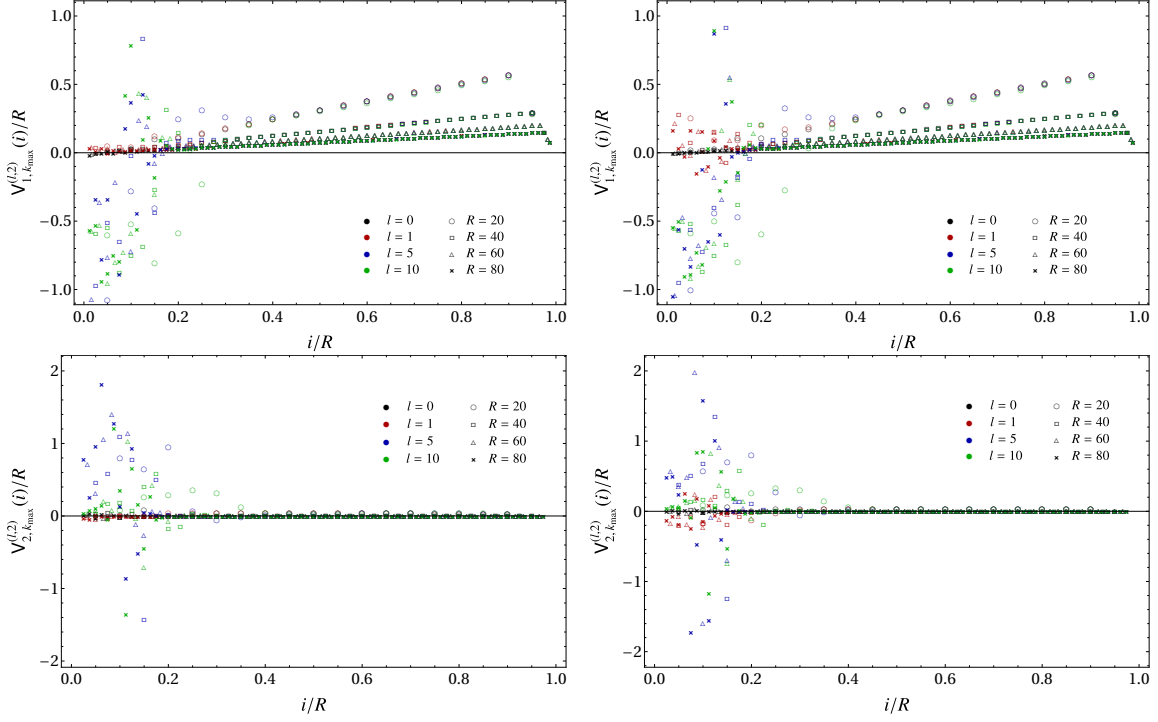 1.0
0.5
0.0
−0.5
−1.0
V_{1,k_max}^{(l,2)} (i)/R
l = 0 R = 20
l = 1 R = 40
l = 5 R = 60
l = 10 R = 80
0.0 0.2 0.4 0.6 0.8 1.0
i/R
1.0
0.5
0.0
−0.5
−1.0
V_{1,k_max}^{(l,2)} (i)/R
l = 0 R = 20
l = 1 R = 40
l = 5 R = 60
l = 10 R = 80
0.0 0.2 0.4 0.6 0.8 1.0
i/R
2
1
0
−1
−2
V_{2,k_max}^{(l,2)} (i)/R
l = 0 R = 20
l = 1 R = 40
l = 5 R = 60
l = 10 R = 80
0.0 0.2 0.4 0.6 0.8 1.0
i/R
2
1
0
−1
−2
V_{2,k_max}^{(l,2)} (i)/R
l = 0 R = 20
l = 1 R = 40
l = 5 R = 60
l = 10 R = 80
0.0 0.2 0.4 0.6 0.8 1.0
i/R